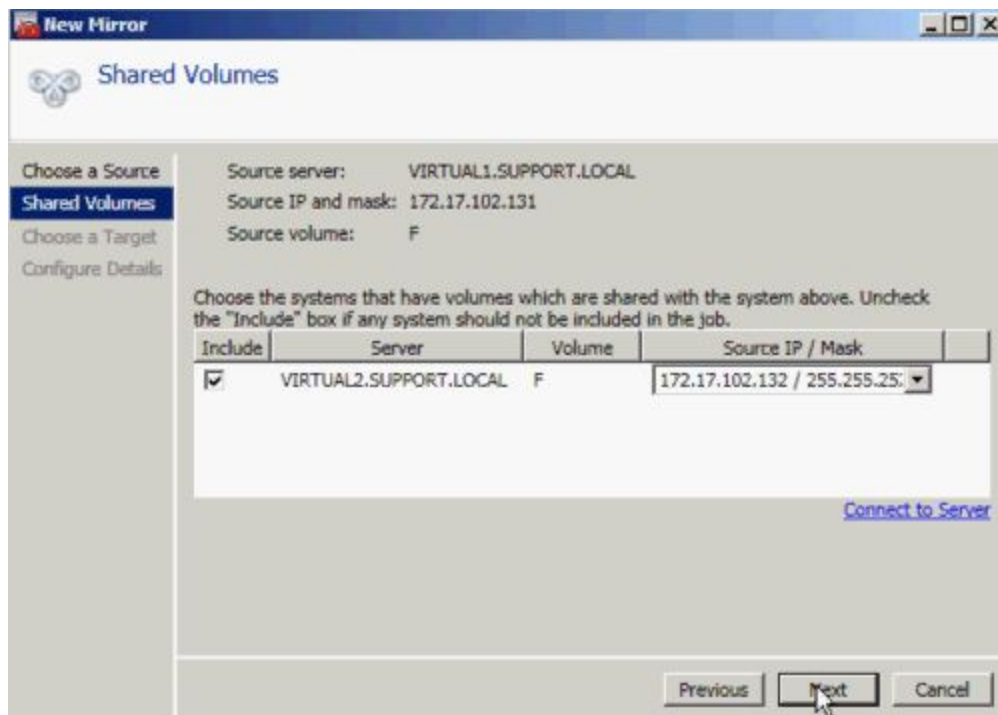 New Mirror
Shared Volumes
Choose a Source
Shared Volumes
Choose a Target
Configure Details
Source server: VIRTUAL1.SUPPORT.LOCAL
Source IP and mask: 172.17.102.131
Source volume: F
Choose the systems that have volumes which are shared with the system above. Uncheck
the "Include" box if any system should not be included in the job.
Include Server Volume Source IP / Mask
VIRTUAL2.SUPPORT.LOCAL F 172.17.102.132 / 255.255.25
Connect to Server
Previous Next Cancel